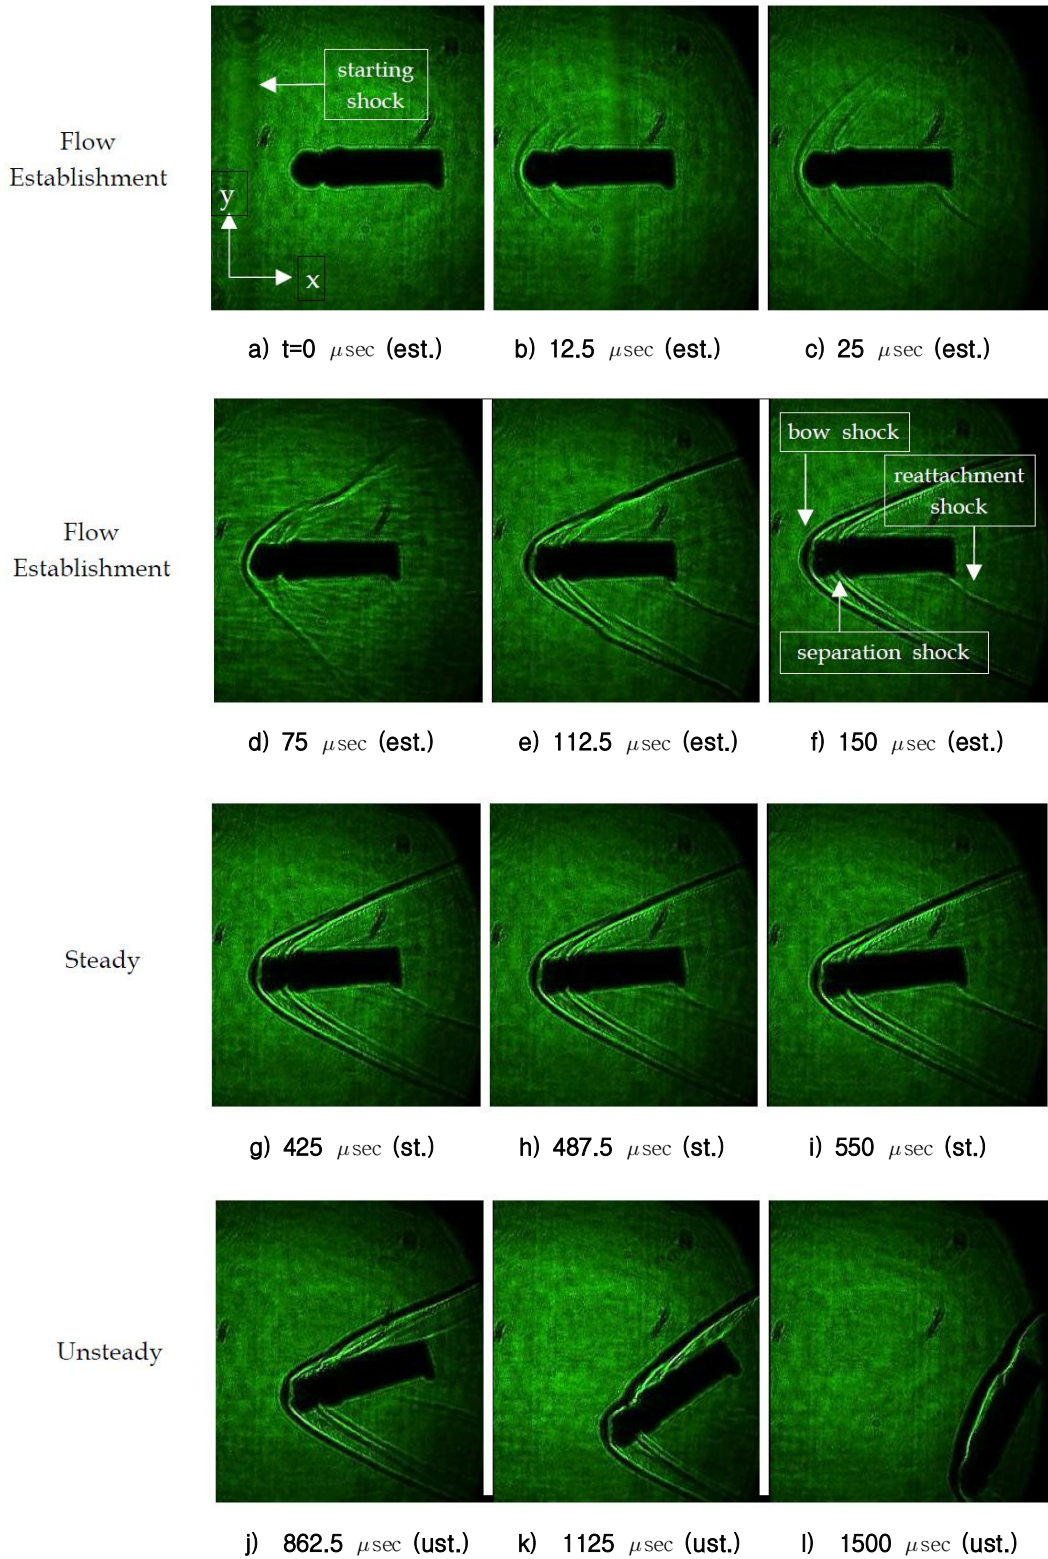 starting
shock
Flow
Establishment
y
x
a) t=0 μsec (est.)
b) 12.5 μsec (est.)
c) 25 μsec (est.)
bow shock
reattachment
shock
Flow
Establishment
separation shock
d) 75 μsec (est.)
e) 112.5 μsec (est.)
f) 150 μsec (est.)
Steady
g) 425 μsec (st.)
h) 487.5 μsec (st.)
i) 550 μsec (st.)
Unsteady
j) 862.5 μsec (ust.)
k) 1125 μsec (ust.)
l) 1500 μsec (ust.)